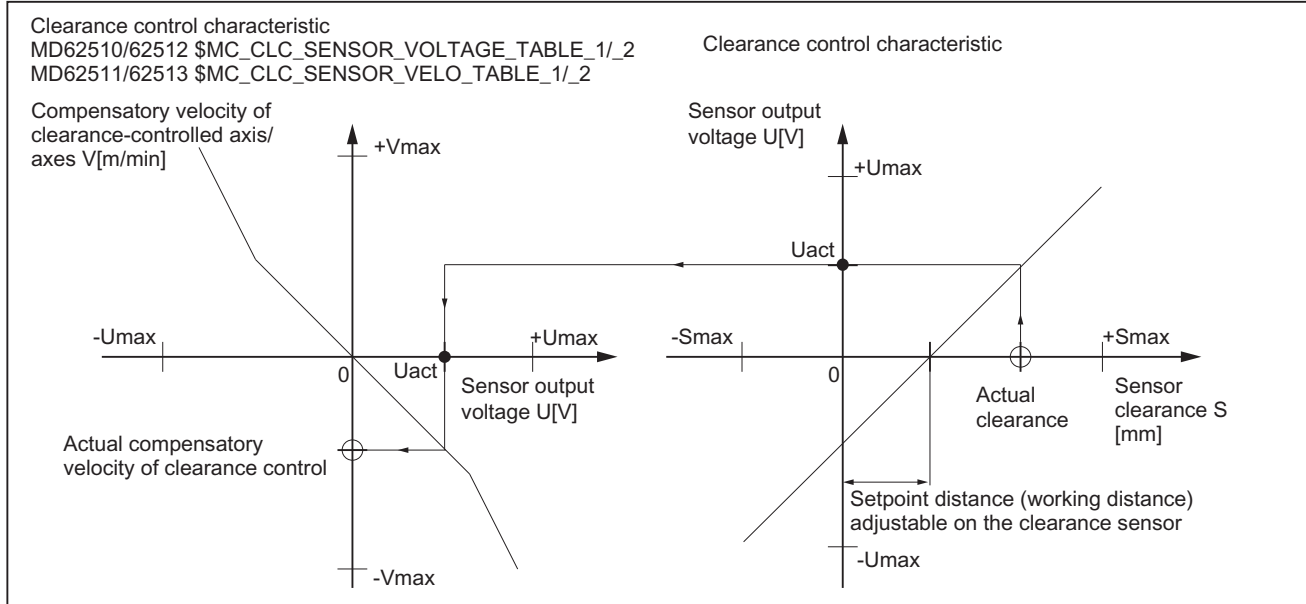 Clearance control characteristic
MD62510/62512 $MC_CLC_SENSOR_VOLTAGE_TABLE_1/_2
MD62511/62513 $MC_CLC_SENSOR_VELO_TABLE_1/_2
Compensatory velocity of
clearance-controlled axis/
axes V[m/min]
+Vmax
-Umax
+Umax
0
Uact
Sensor output
voltage U[V]
Actual compensatory
velocity of clearance control
-Vmax
Clearance control characteristic
Sensor output
voltage U[V]
+Umax
Uact
-Smax
+Smax
0
Actual
clearance
Sensor
clearance S
[mm]
Setpoint distance (working distance)
adjustable on the clearance sensor
-Umax